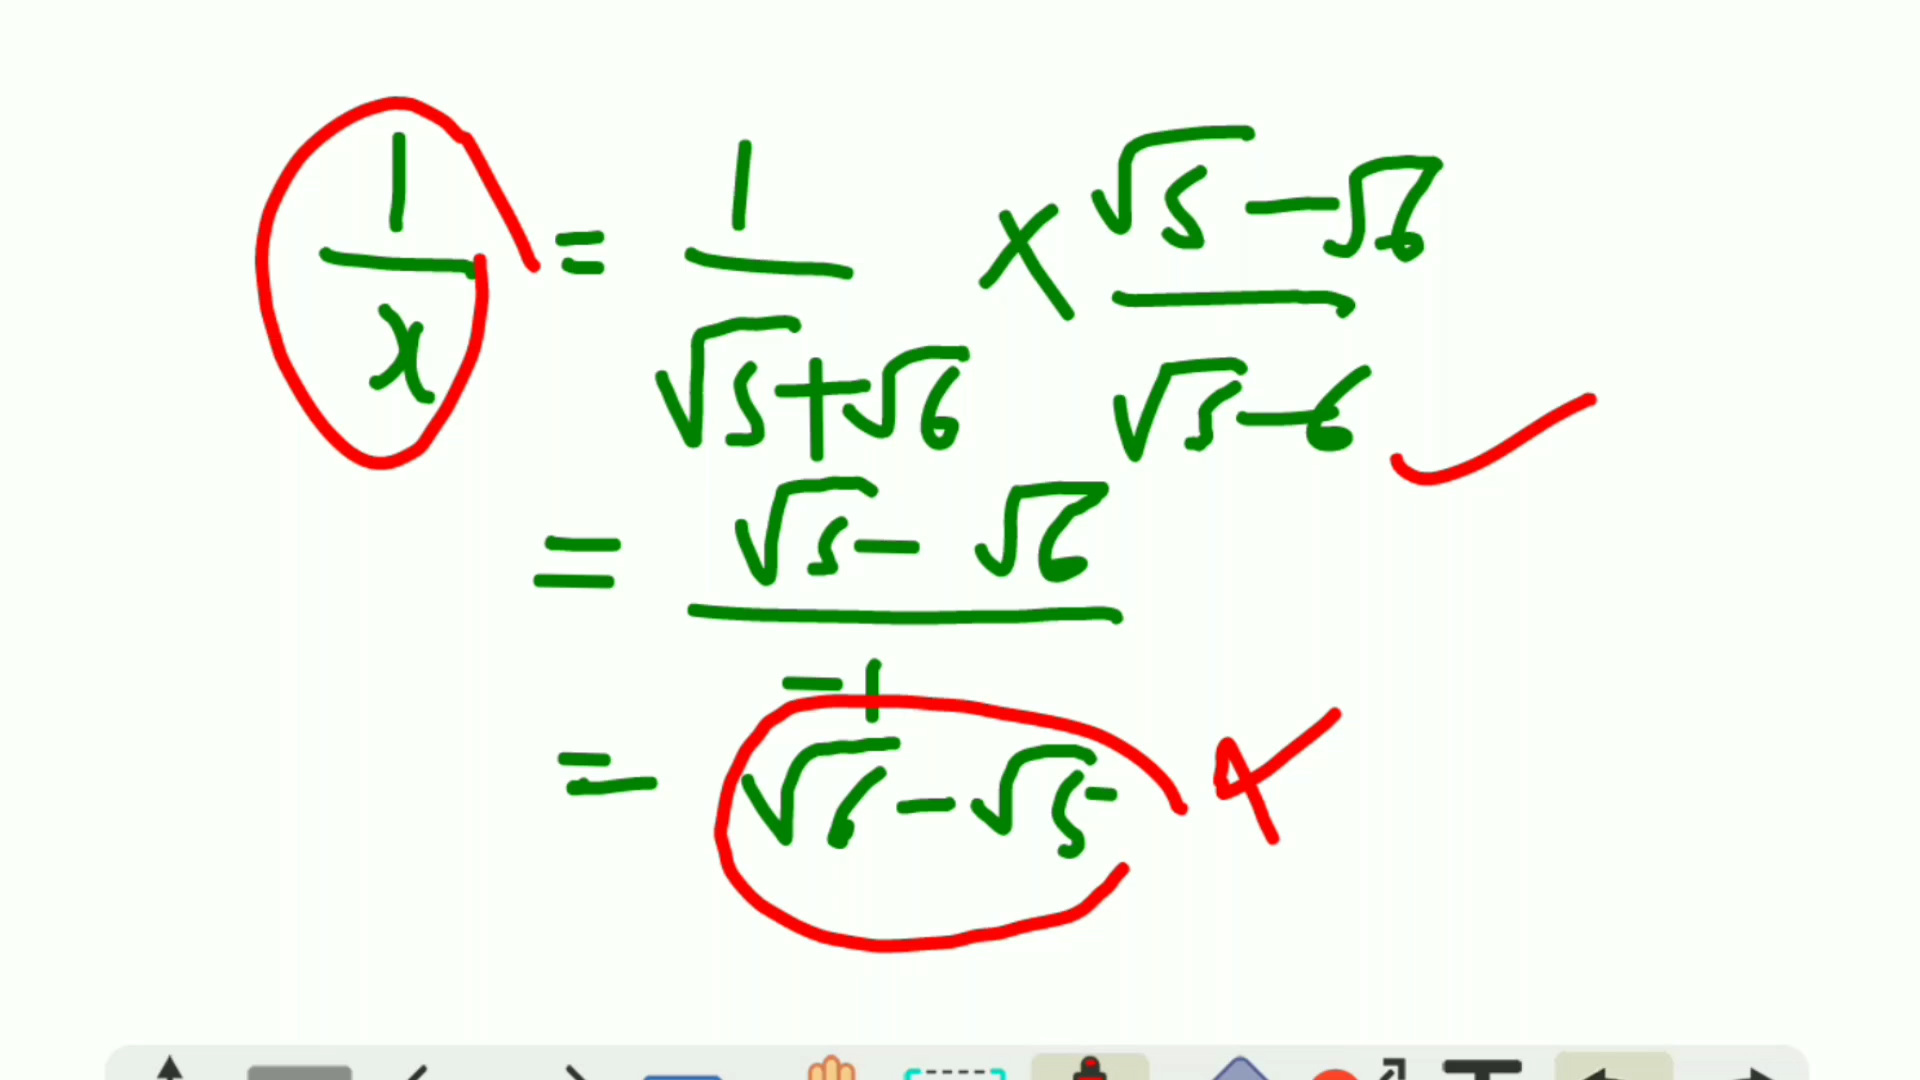 1/x = 1/(√5+√6) × (√5-√6)/(√5-6)
= (√5-√6)/-1
= √6-√5-